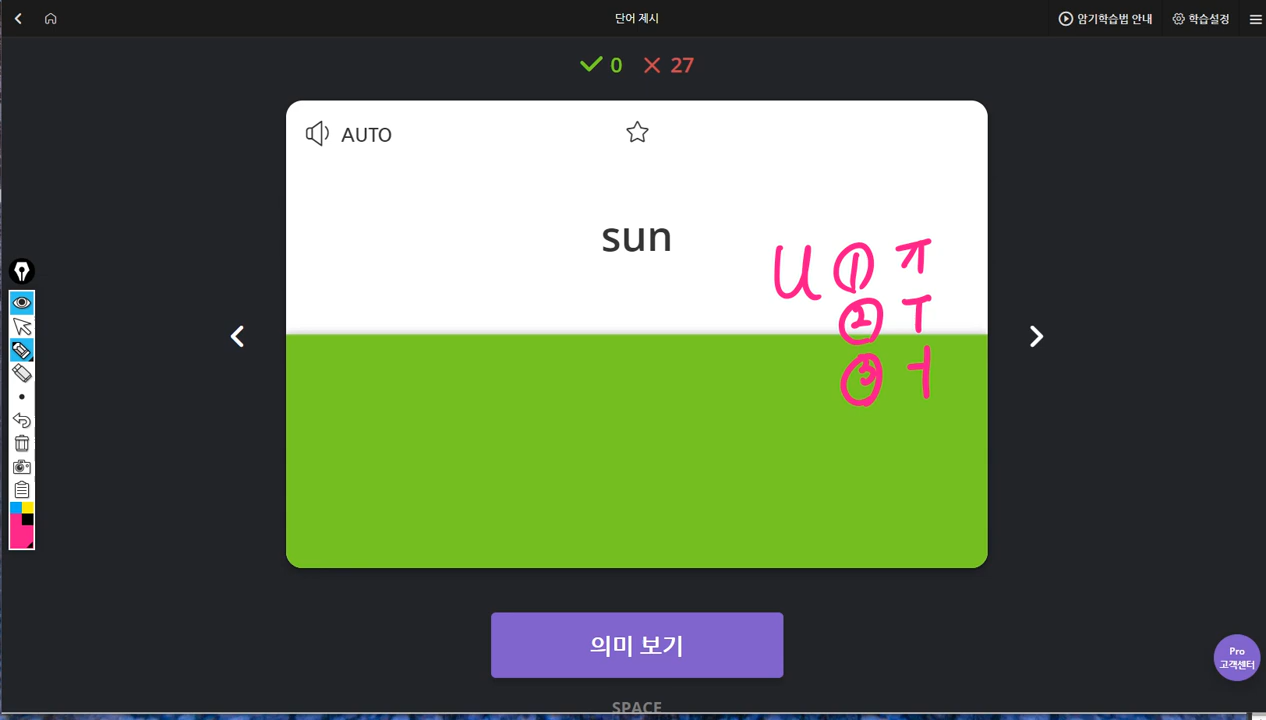 단어 제시
암기학습법 안내
학습설정
0 27
AUTO
sun
U ① ㅠ
② ㅜ
③ ㅓ
의미 보기
Pro
고객센터
SPACE